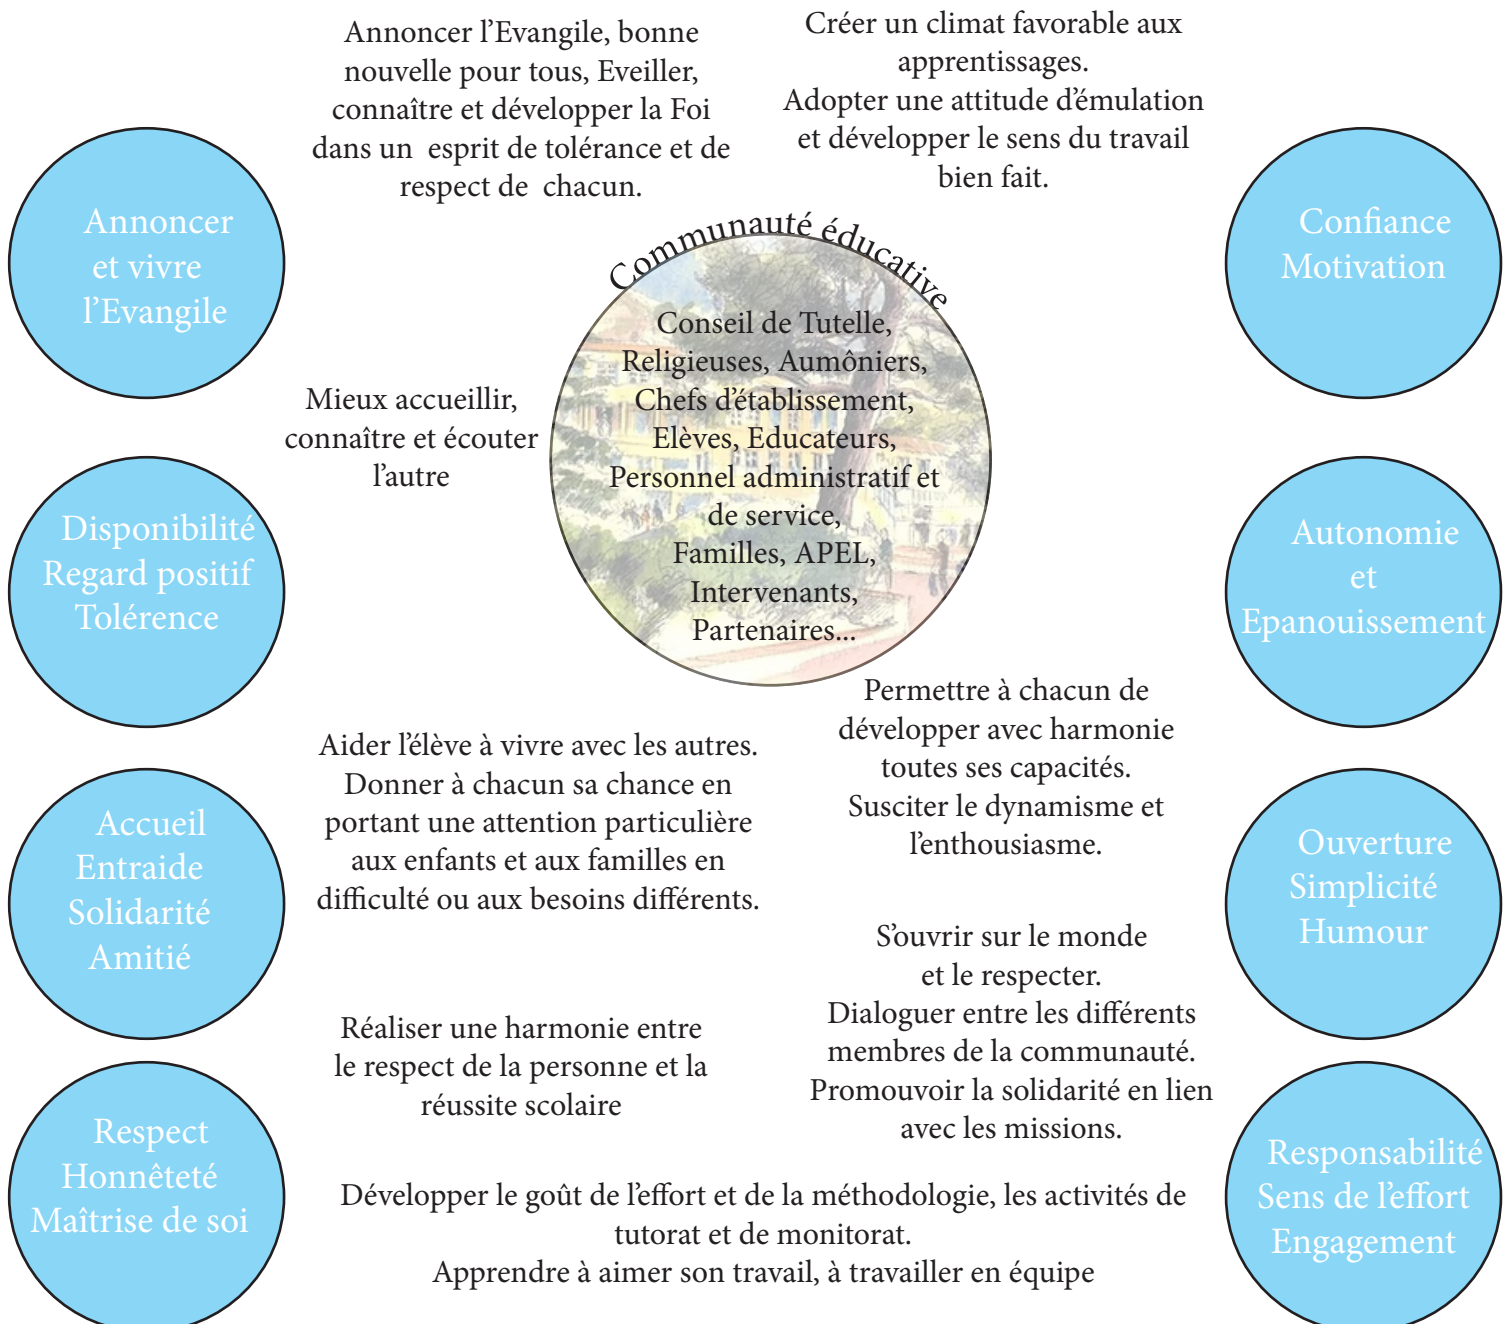 Annoncer l’Evangile, bonne
nouvelle pour tous, Eveiller,
connaître et développer la Foi
dans un esprit de tolérance et de
respect de chacun.
Créer un climat favorable aux
apprentissages.
Adopter une attitude d’émulation
et développer le sens du travail
bien fait.
Annoncer
et vivre
l’Evangile
Communauté éducative
Conseil de Tutelle,
Religieuses, Aumôniers,
Chefs d’établissement,
Elèves, Educateurs,
Personnel administratif et
de service,
Familles, APEL,
Intervenants,
Partenaires...
Confiance
Motivation
Mieux accueillir,
connaître et écouter
l’autre
Disponibilité
Regard positif
Tolérence
Autonomie
et
Epanouissement
Permettre à chacun de
développer avec harmonie
toutes ses capacités.
Susciter le dynamisme et
l’enthousiasme.
Aider l’élève à vivre avec les autres.
Donner à chacun sa chance en
portant une attention particulière
aux enfants et aux familles en
difficulté ou aux besoins différents.
Accueil
Entraide
Solidarité
Amitié
Ouverture
Simplicité
Humour
S’ouvrir sur le monde
et le respecter.
Dialoguer entre les différents
membres de la communauté.
Promouvoir la solidarité en lien
avec les missions.
Réaliser une harmonie entre
le respect de la personne et la
réussite scolaire
Respect
Honnêteté
Maîtrise de soi
Responsabilité
Sens de l’effort
Engagement
Développer le goût de l’effort et de la méthodologie, les activités de
tutorat et de monitorat.
Apprendre à aimer son travail, à travailler en équipe